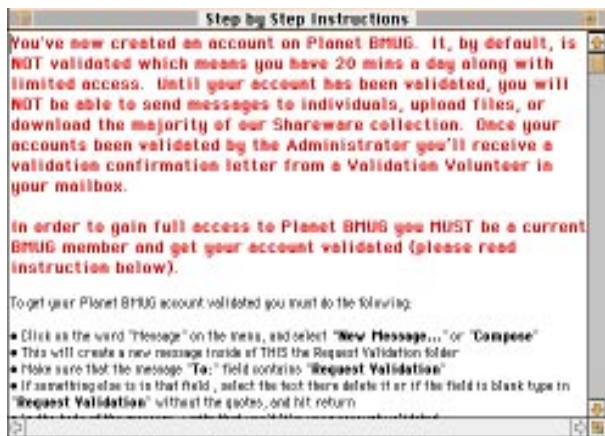 Step by Step Instructions
You've now created an account on Planet BMUG. It, by default, is
NOT validated which means you have 20 mins a day along with
limited access. Until your account has been validated, you will
NOT be able to send messages to individuals, upload files, or
download the majority of our Shareware collection. Once your
accounts been validated by the Administrator you'll receive a
validation confirmation letter from a Validation Volunteer in
your mailbox.
In order to gain full access to Planet BMUG you MUST be a current
BMUG member and get your account validated (please read
instruction below).
To get your Planet BMUG account validated you must do the following:
• Click on the word "Message" on the menu, and select "New Message..." or "Compose"
• This will create a new message inside of THIS the Request Validation folder
• Make sure that the message "To:" field contains "Request Validation"
• If something else is in that field, select the text there delete it or if the field is blank type in
"Request Validation" without the quotes, and hit return